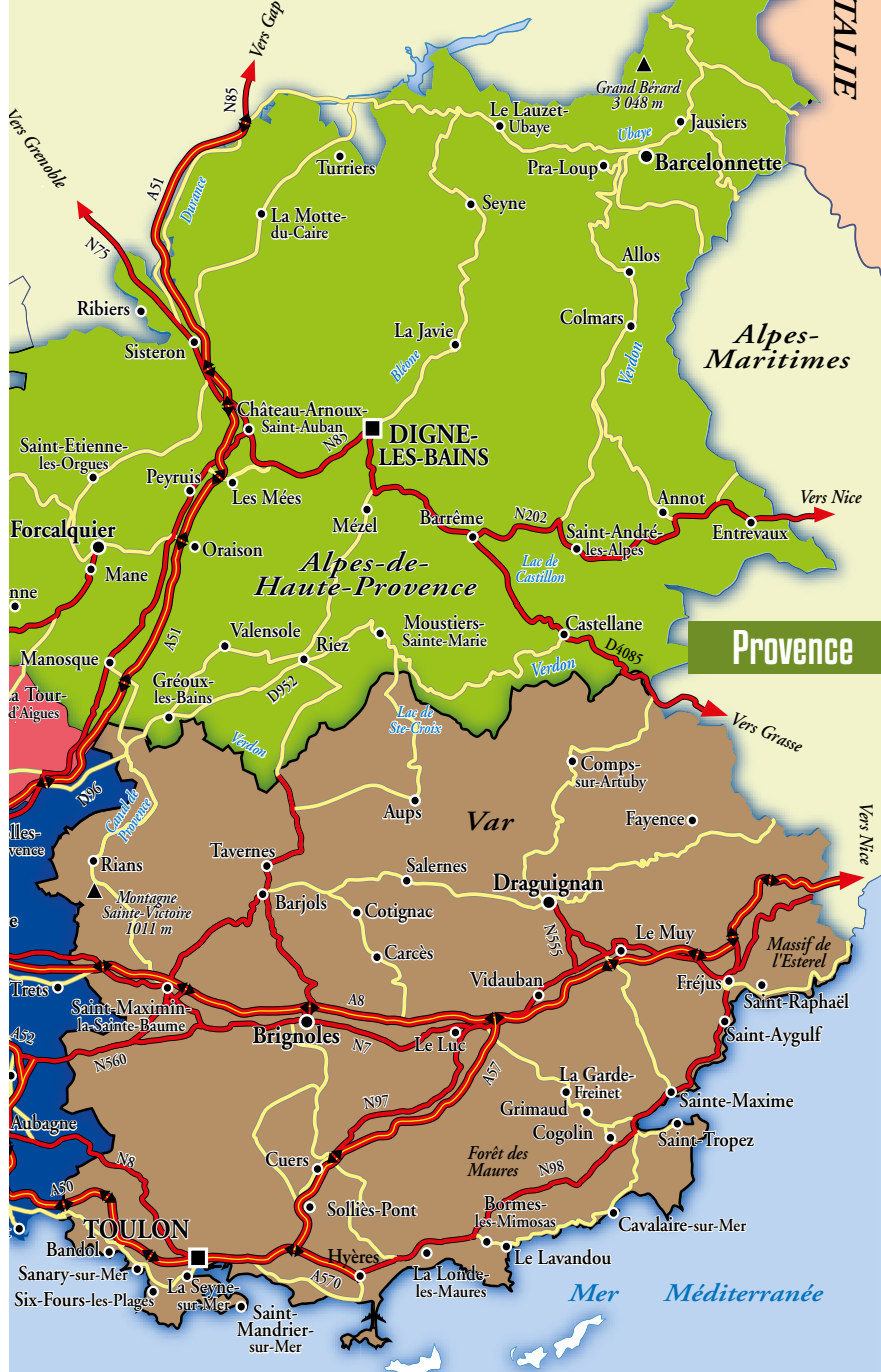 Vers Gap
ITALIE
N85
Grand Bérard
3 048 m
Le Lauzet-
Ubaye
Vers Grenoble
Ubaye
Jausiers
Turriers
Pra-Loup
Barcelonnette
A51
Durance
Seyne
La Motte-
du-Caire
N75
Allos
Ribiers
Colmars
La Javie
Alpes-
Maritimes
Sisteron
Bléone
Verdon
Château-Arnoux-
Saint-Auban
N85
DIGNE-
LES-BAINS
Saint-Etienne-
les-Orgues
Peyruis
Les Mées
Annot
Vers Nice
Mézel
Barrême
N202
Forcalquier
Saint-André-
les-Alpes
Entrevaux
Oraison
Alpes-de-
Haute-Provence
Lac de
Castillon
Mane
nne
Valensole
Moustiers-
Sainte-Marie
Castellane
A51
Riez
D4085
Provence
Manosque
Verdon
Gréoux-
les-Bains
D952
a Tour-
d'Aigues
Lac de
Ste-Croix
Vers Grasse
Verdon
Comps-
sur-Artuby
N96
Canal de
Provence
Aups
Var
Fayence
Vers Nice
lles-
vence
Tavernes
Rians
Salernes
Draguignan
Montagne
Sainte-Victoire
1011 m
Barjols
Cotignac
e
N555
Le Muy
Massif de
l'Esterel
Carcès
Vidauban
Trets
Fréjus
Saint-Maximin-
la-Sainte-Baume
A8
Saint-Raphaël
Brignoles
Saint-Aygulf
A52
N7
Le Luc
N560
A57
La Garde-
Freinet
N97
Grimaud
Sainte-Maxime
Aubagne
Cogolin
Saint-Tropez
Forêt des
Maures
N8
Cuers
N98
A50
Solliès-Pont
Bormes-
les-Mimosas
Cavalaire-sur-Mer
TOULON
Bandol
Hyères
Le Lavandou
Sanary-sur-Mer
A570
La Londe-
les-Maures
La Seyne-
sur-Mer
Six-Fours-les-Plages
Mer Méditerranée
Saint-
Mandrier-
sur-Mer